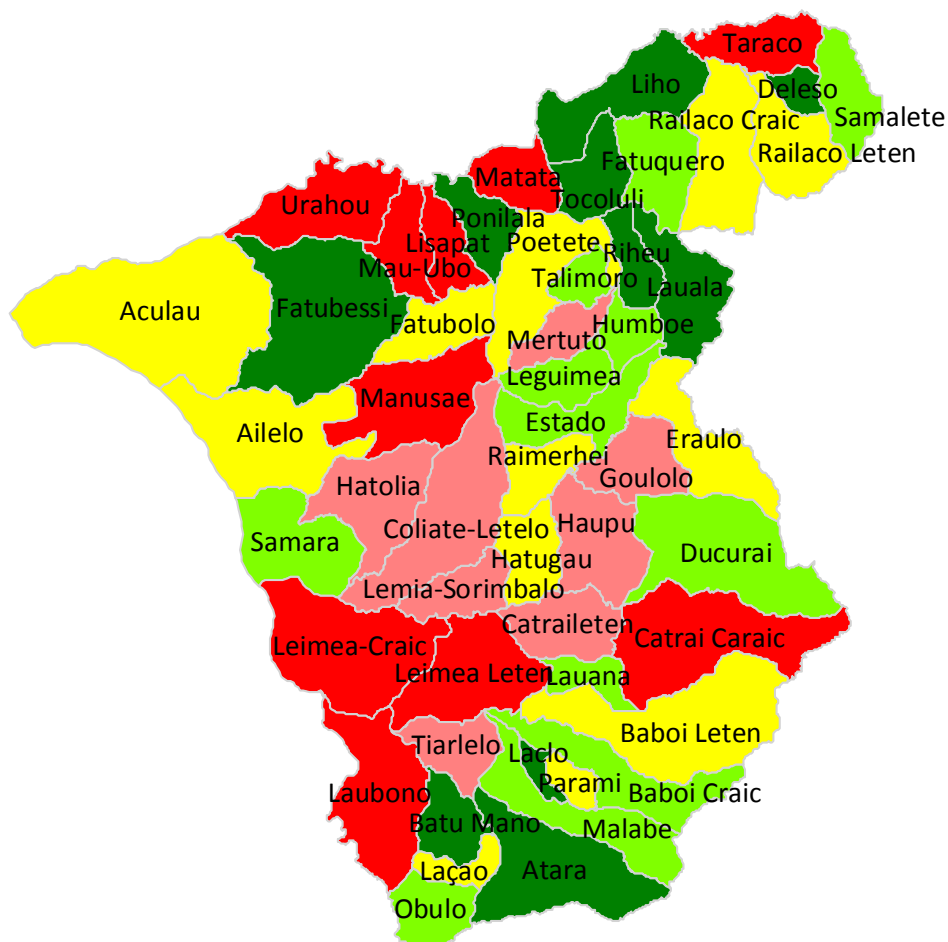 Taraco
Liho
Deleso
Railaco Craic
Samalete
Railaco Leten
Fatuquero
Matata
Tocoluli
Urahou
Ponilala
Lisapat
Poetete
Riheu
Mau-Ubo
Talimoro
Lauala
Aculau
Fatubessi
Fatubolo
Humboe
Mertuto
Leguimea
Manusae
Estado
Ailelo
Eraulo
Raimerhei
Goulolo
Hatolia
Coliate-Letelo
Haupu
Samara
Ducurai
Hatugau
Lemia-Sorimbalo
Catraileten
Leimea-Craic
Catrai Caraic
Leimea Leten
Lauana
Baboi Leten
Tiarlelo
Laclo
Parami
Laubono
Baboi Craic
Batu Mano
Malabe
Laçao
Atara
Obulo